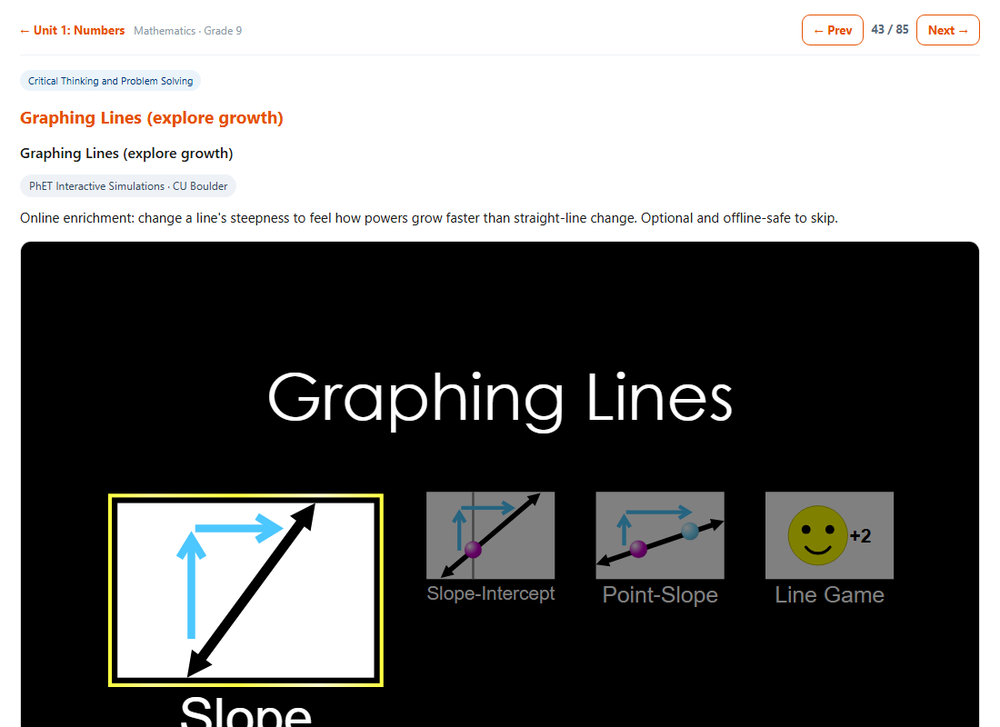 ← Unit 1: Numbers Mathematics · Grade 9 ← Prev 43 / 85 Next →
Critical Thinking and Problem Solving
Graphing Lines (explore growth)
Graphing Lines (explore growth)
PhET Interactive Simulations · CU Boulder
Online enrichment: change a line's steepness to feel how powers grow faster than straight-line change. Optional and offline-safe to skip.
Graphing Lines
+2
Slope-Intercept Point-Slope Line Game
Slope